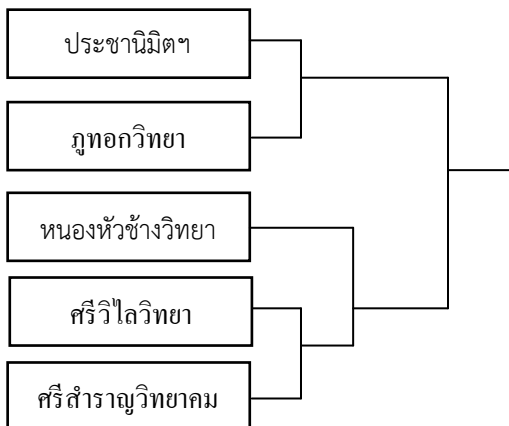 ประชานิมิตฯ
ภูทอกวิทยา
หนองหัวช้างวิทยา
ศรีวิไลวิทยา
ศรีสำราญวิทยาคม